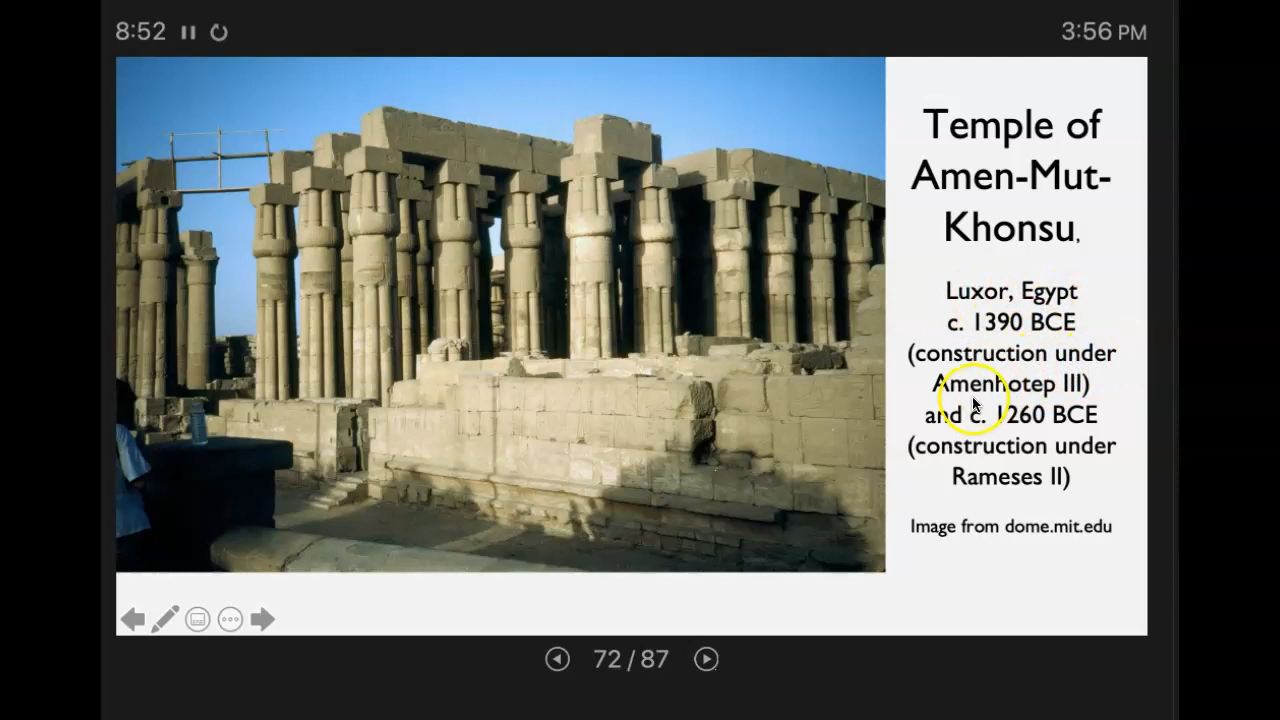 8:52
3:56 PM
Temple of
Amen-Mut-
Khonsu,
Luxor, Egypt
c. 1390 BCE
(construction under
Amenhotep III)
and c. 1260 BCE
(construction under
Rameses II)
Image from dome.mit.edu
72 / 87